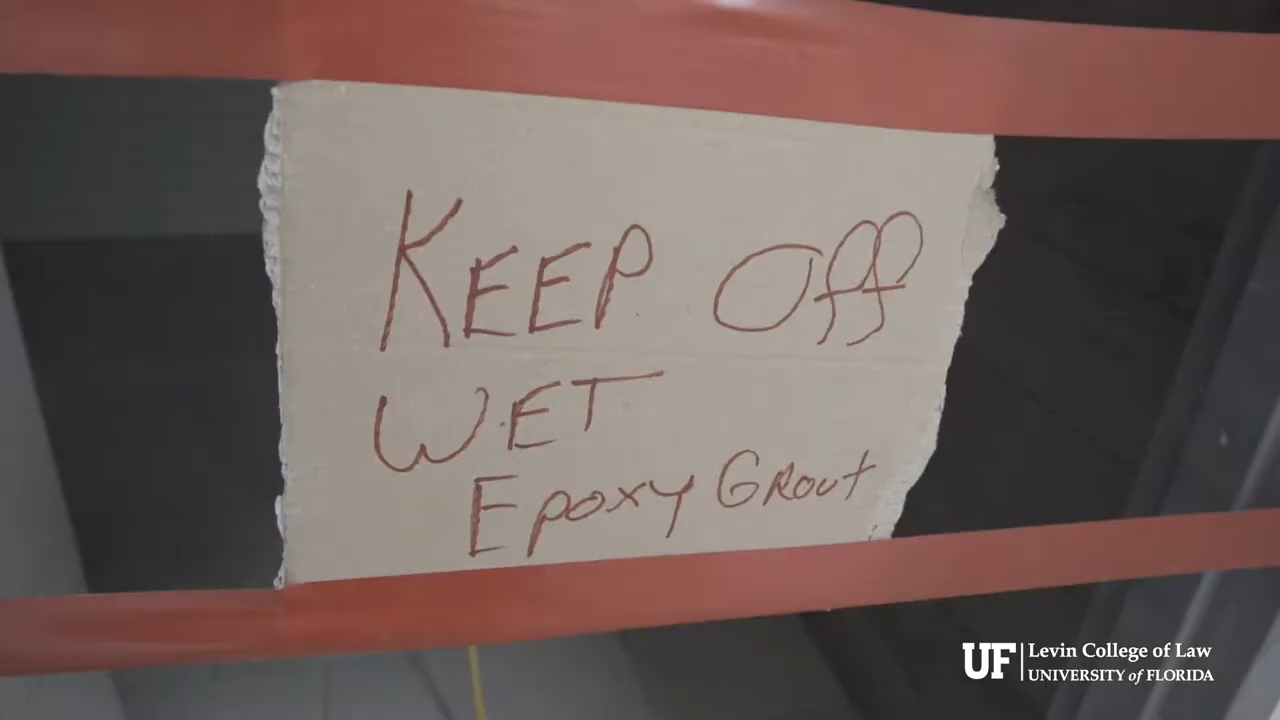 KEEP Off
WET
EPOXY GROUT
UF
Levin College of Law
UNIVERSITY of FLORIDA